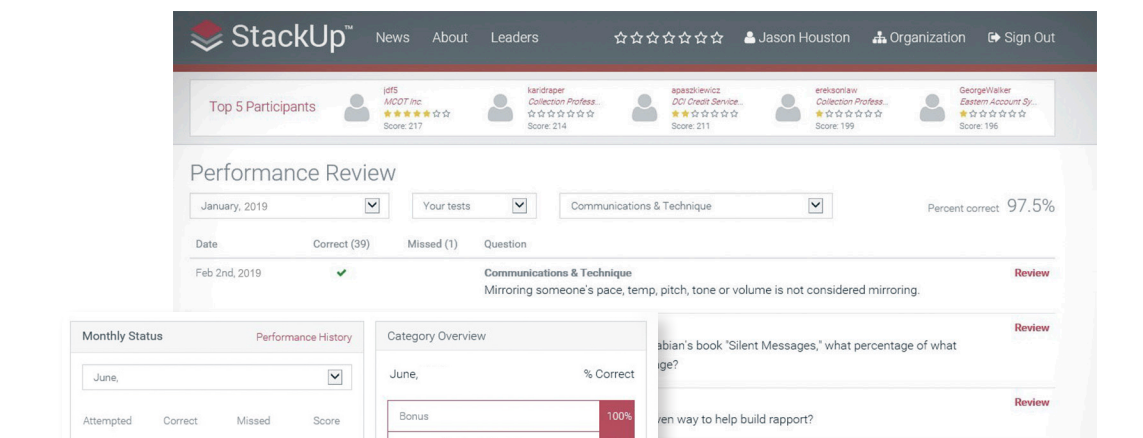 StackUp™ News About Leaders Jason Houston Organization Sign Out
Top 5 Participants
jdf5
MCOT Inc
Score: 217
karidraper
Collection Profess...
Score: 214
apaszkiewicz
DCI Credit Service...
Score: 211
ereksoniaw
Collection Profess...
Score: 199
GeorgeWalker
Eastern Account Sy...
Score: 196
Performance Review
January, 2019 Your tests Communications & Technique Percent correct 97.5%
Date Correct (39) Missed (1) Question
Feb 2nd, 2019 Communications & Technique Review
Mirroring someone's pace, temp, pitch, tone or volume is not considered mirroring.
Review
book "Silent Messages," what percentage of what
Review
way to help build rapport?
Monthly Status Performance History
June,
Attempted Correct Missed Score
Category Overview
June, % Correct
Bonus 100%